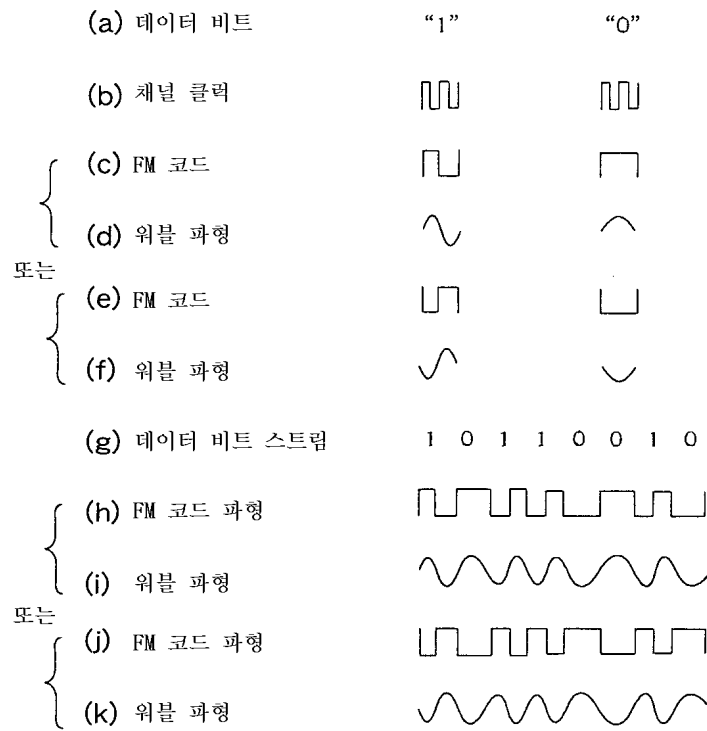 (a) 데이터 비트 “1” “0”
(b) 채널 클럭
(c) FM 코드
(d) 워블 파형
또는
(e) FM 코드
(f) 워블 파형
(g) 데이터 비트 스트림 1 0 1 1 0 0 1 0
(h) FM 코드 파형
(i) 워블 파형
또는
(j) FM 코드 파형
(k) 워블 파형